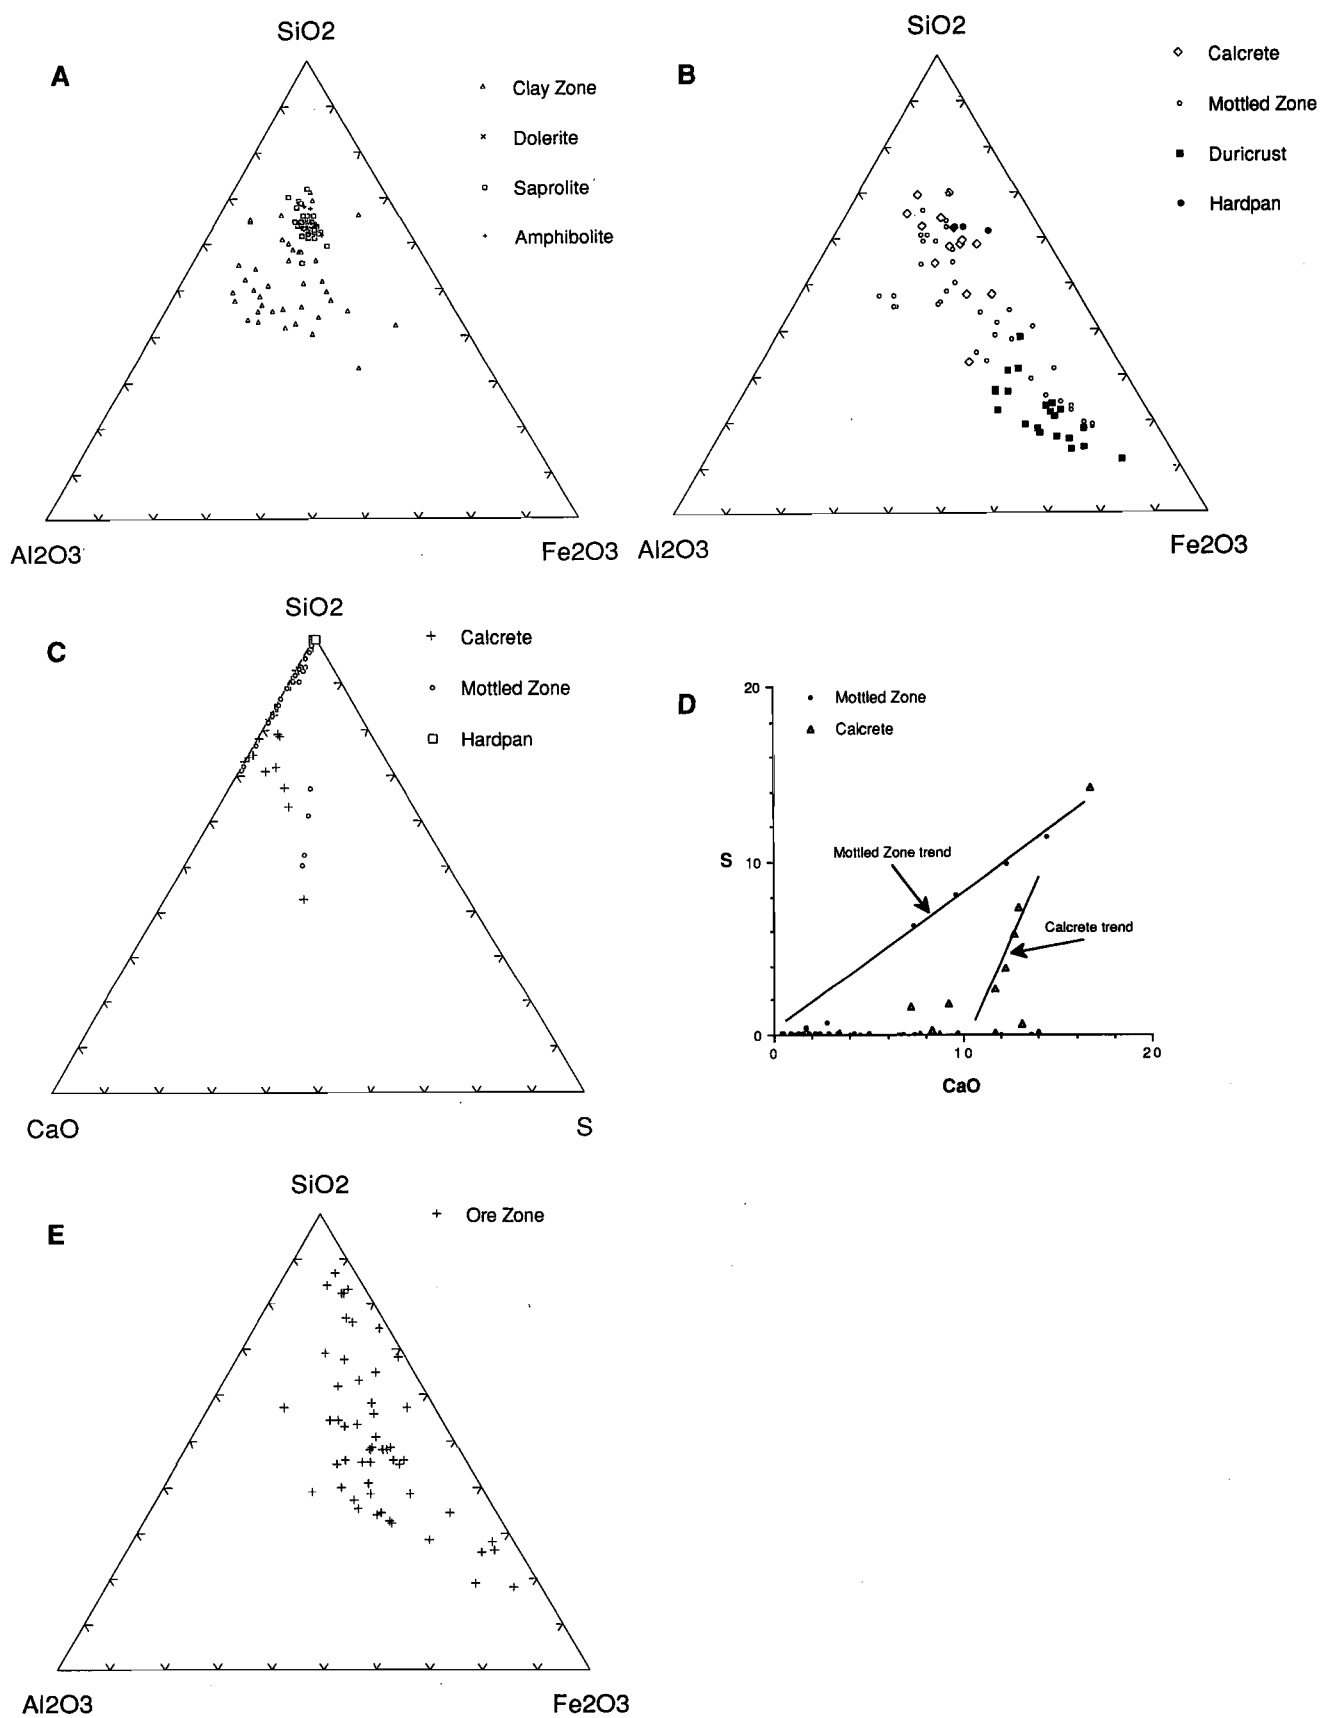 A
SiO2
Clay Zone
Dolerite
Saprolite
Amphibolite
Al2O3
Fe2O3
B
SiO2
Calcrete
Mottled Zone
Duricrust
Hardpan
Al2O3
Fe2O3
C
SiO2
Calcrete
Mottled Zone
Hardpan
CaO
S
D
20
Mottled Zone
Calcrete
Mottled Zone trend
S
10
Calcrete trend
0
0
10
20
CaO
E
SiO2
Ore Zone
Al2O3
Fe2O3